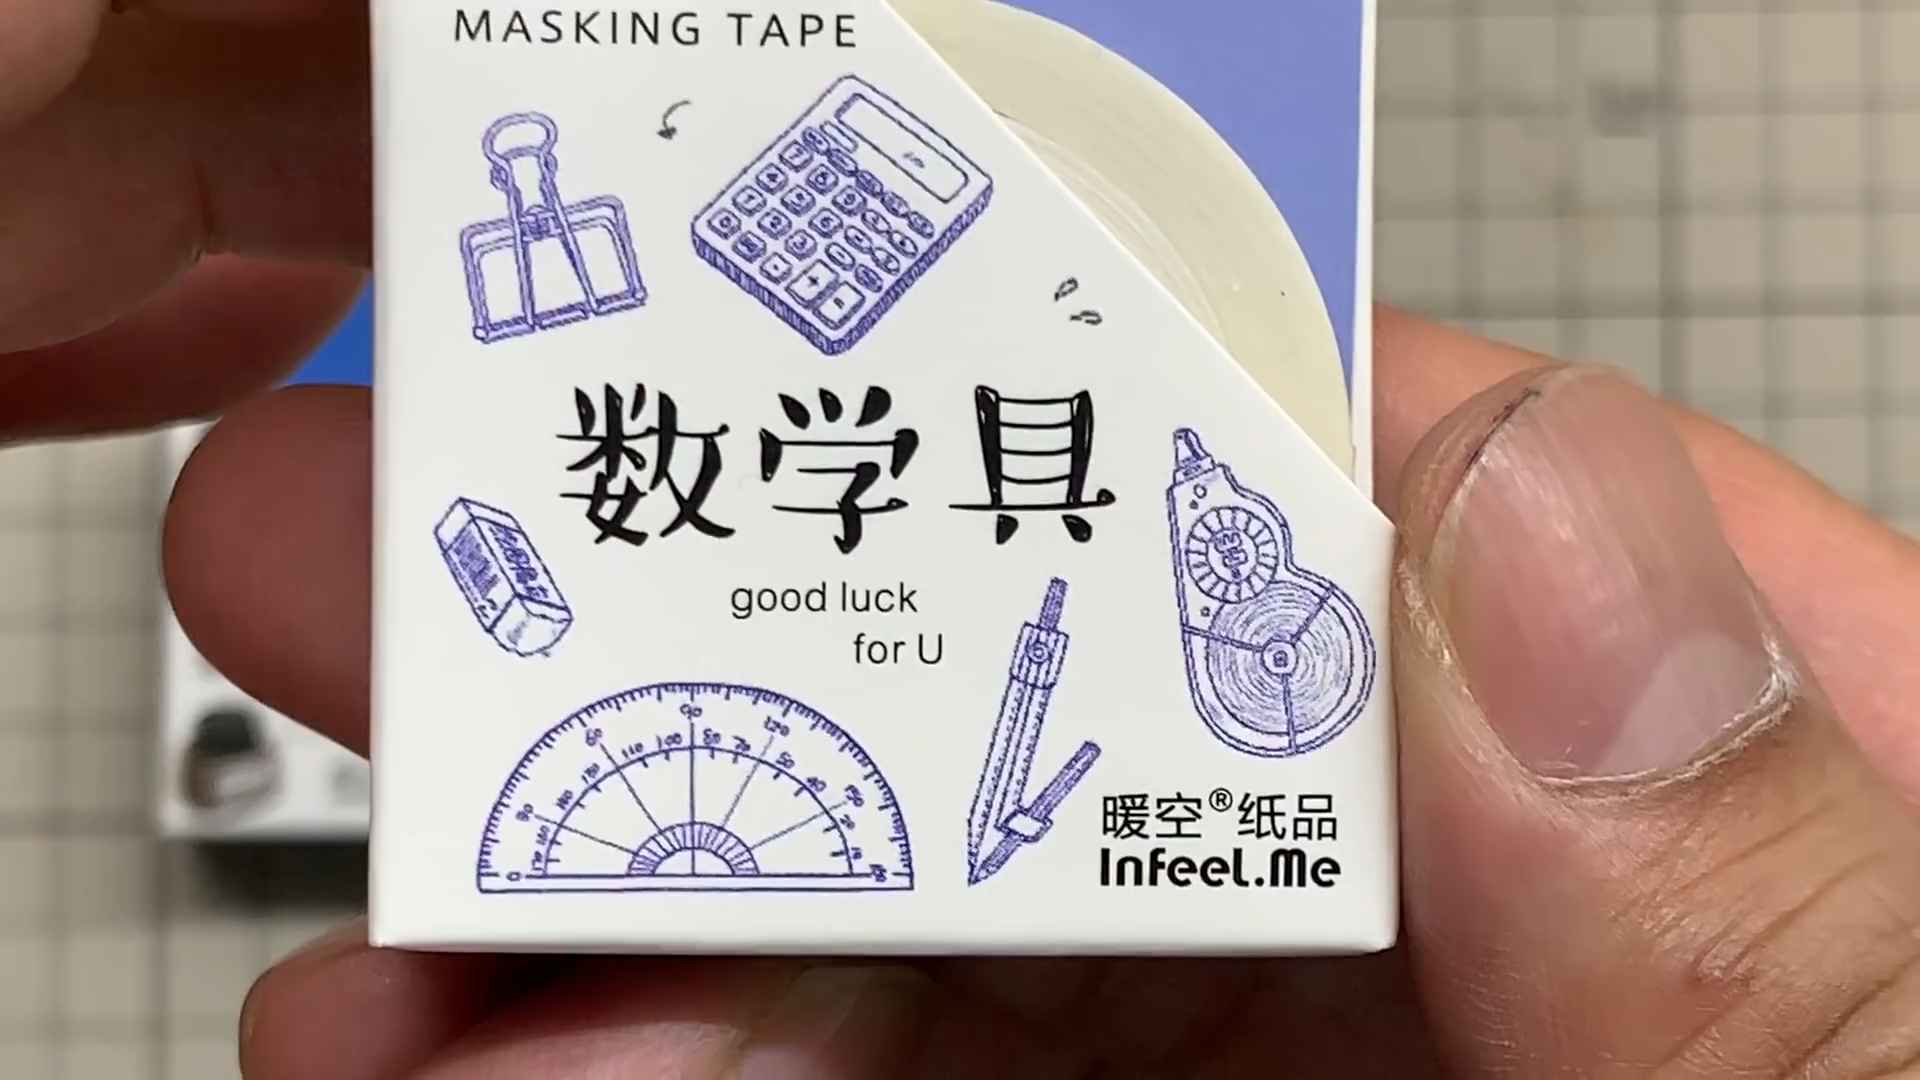 MASKING TAPE
数学具
good luck
for U
暖空®纸品
InFeel.Me